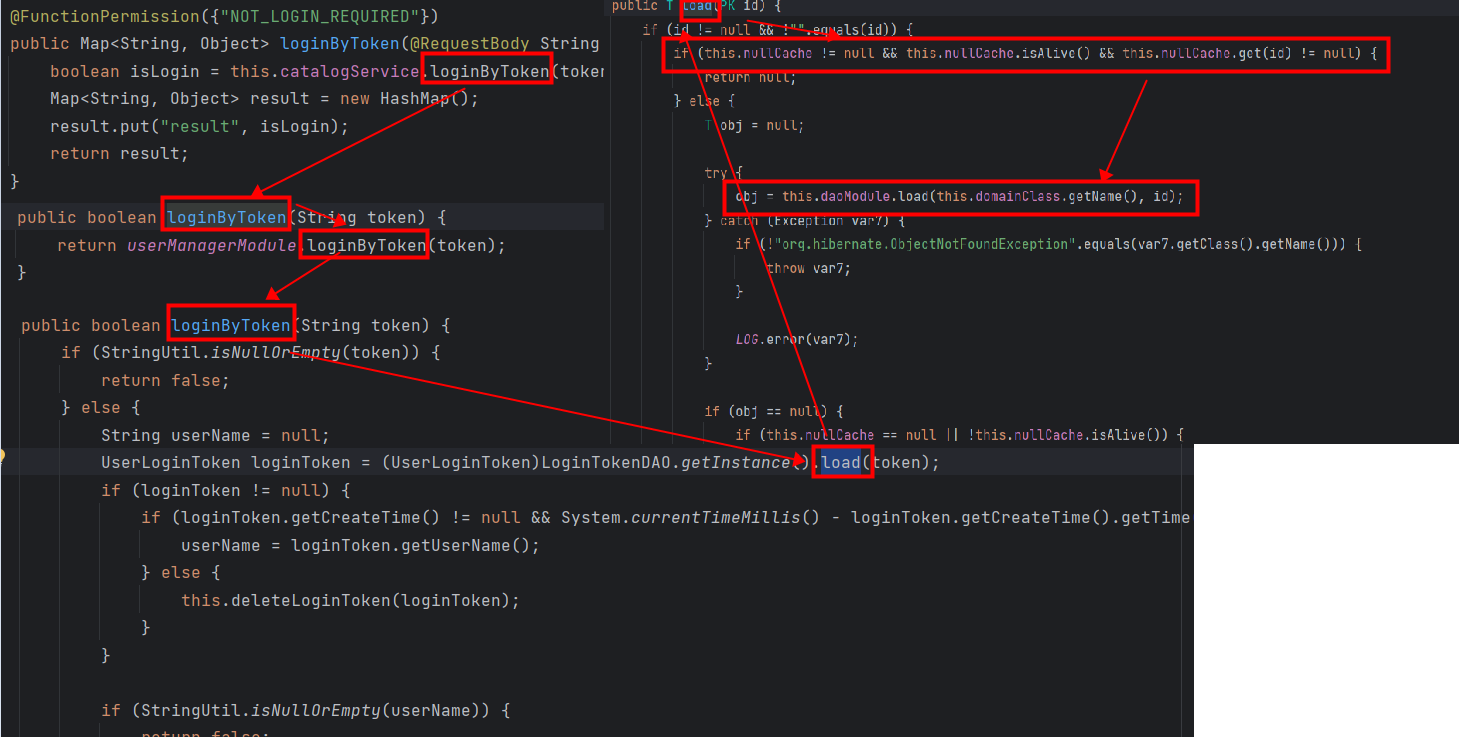 @FunctionPermission({"NOT_LOGIN_REQUIRED"})
public Map<String, Object> loginByToken(@RequestBody String
boolean isLogin = this.catalogService.loginByToken(token
Map<String, Object> result = new HashMap();
result.put("result", isLogin);
return result;
}
public boolean loginByToken(String token) {
return userManagerModule.loginByToken(token);
}
public boolean loginByToken(String token) {
if (StringUtil.isNullOrEmpty(token)) {
return false;
} else {
String userName = null;
UserLoginToken loginToken = (UserLoginToken)LoginTokenDAO.getInstance().load(token);
if (loginToken != null) {
if (loginToken.getCreateTime() != null && System.currentTimeMillis() - loginToken.getCreateTime().getTime
userName = loginToken.getUserName();
} else {
this.deleteLoginToken(loginToken);
}
}
if (StringUtil.isNullOrEmpty(userName)) {
return false;
public T load(PK id) {
if (id != null && !"".equals(id)) {
if (this.nullCache != null && this.nullCache.isAlive() && this.nullCache.get(id) != null) {
return null;
} else {
T obj = null;
try {
obj = this.daoModule.load(this.domainClass.getName(), id);
} catch (Exception var7) {
if (!"org.hibernate.ObjectNotFoundException".equals(var7.getClass().getName())) {
throw var7;
}
LOG.error(var7);
}
if (obj == null) {
if (this.nullCache == null || !this.nullCache.isAlive()) {